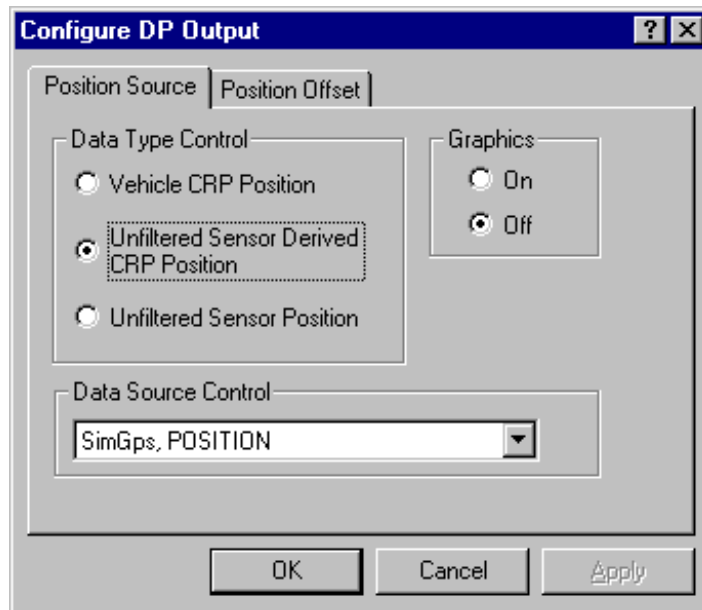 Configure DP Output
Position Source
Position Offset
Data Type Control
Vehicle CRP Position
Unfiltered Sensor Derived
CRP Position
Unfiltered Sensor Position
Graphics
On
Off
Data Source Control
SimGps, POSITION
OK
Cancel
Apply